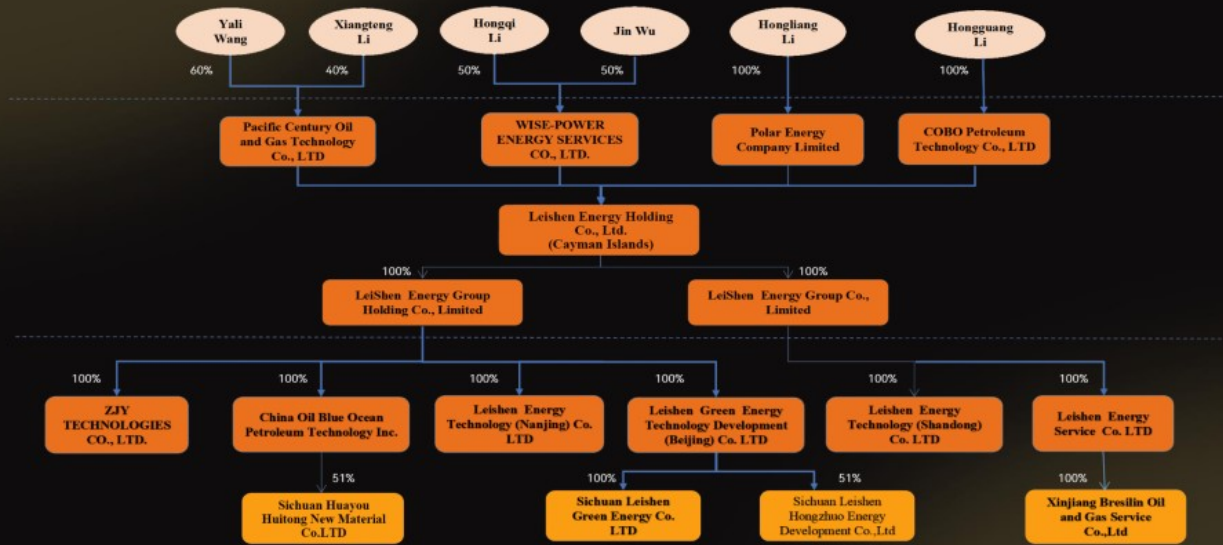 Yali
Wang
Xiangteng
Li
Hongqi
Li
Jin Wu
Hongliang
Li
Hongguang
Li
60%
40%
50%
50%
100%
100%
Pacific Century Oil
and Gas Technology
Co., LTD
WISE-POWER
ENERGY SERVICES
CO., LTD.
Polar Energy
Company Limited
COBO Petroleum
Technology Co., LTD
Leishen Energy Holding
Co., Ltd.
(Cayman Islands)
100%
100%
LeiShen Energy Group
Holding Co., Limited
LeiShen Energy Group Co.,
Limited
100%
100%
100%
100%
100%
100%
ZJY
TECHNOLOGIES
CO., LTD.
China Oil Blue Ocean
Petroleum Technology Inc.
Leishen Energy
Technology (Nanjing) Co.
LTD
Leishen Green Energy
Technology Development
(Beijing) Co. LTD
Leishen Energy
Technology (Shandong)
Co. LTD
Leishen Energy
Service Co. LTD
51%
100%
51%
100%
Sichuan Huayou
Huitong New Material
Co.LTD
Sichuan Leishen
Green Energy Co.
LTD
Sichuan Leishen
Hongzhuo Energy
Development Co.,Ltd
Xinjiang Bresilin Oil
and Gas Service
Co.,Ltd